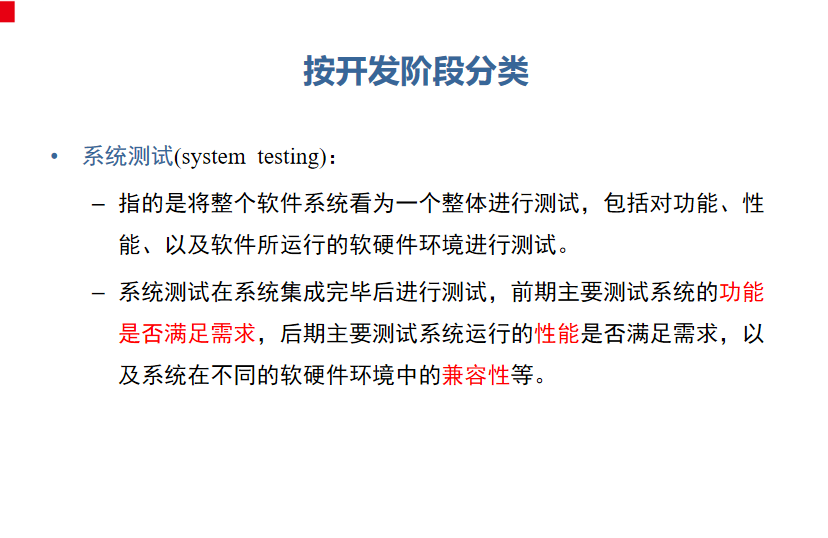 按开发阶段分类
• 系统测试(system testing)：
– 指的是将整个软件系统看为一个整体进行测试，包括对功能、性
能、以及软件所运行的软硬件环境进行测试。
– 系统测试在系统集成完毕后进行测试，前期主要测试系统的功能
是否满足需求，后期主要测试系统运行的性能是否满足需求，以
及系统在不同的软硬件环境中的兼容性等。